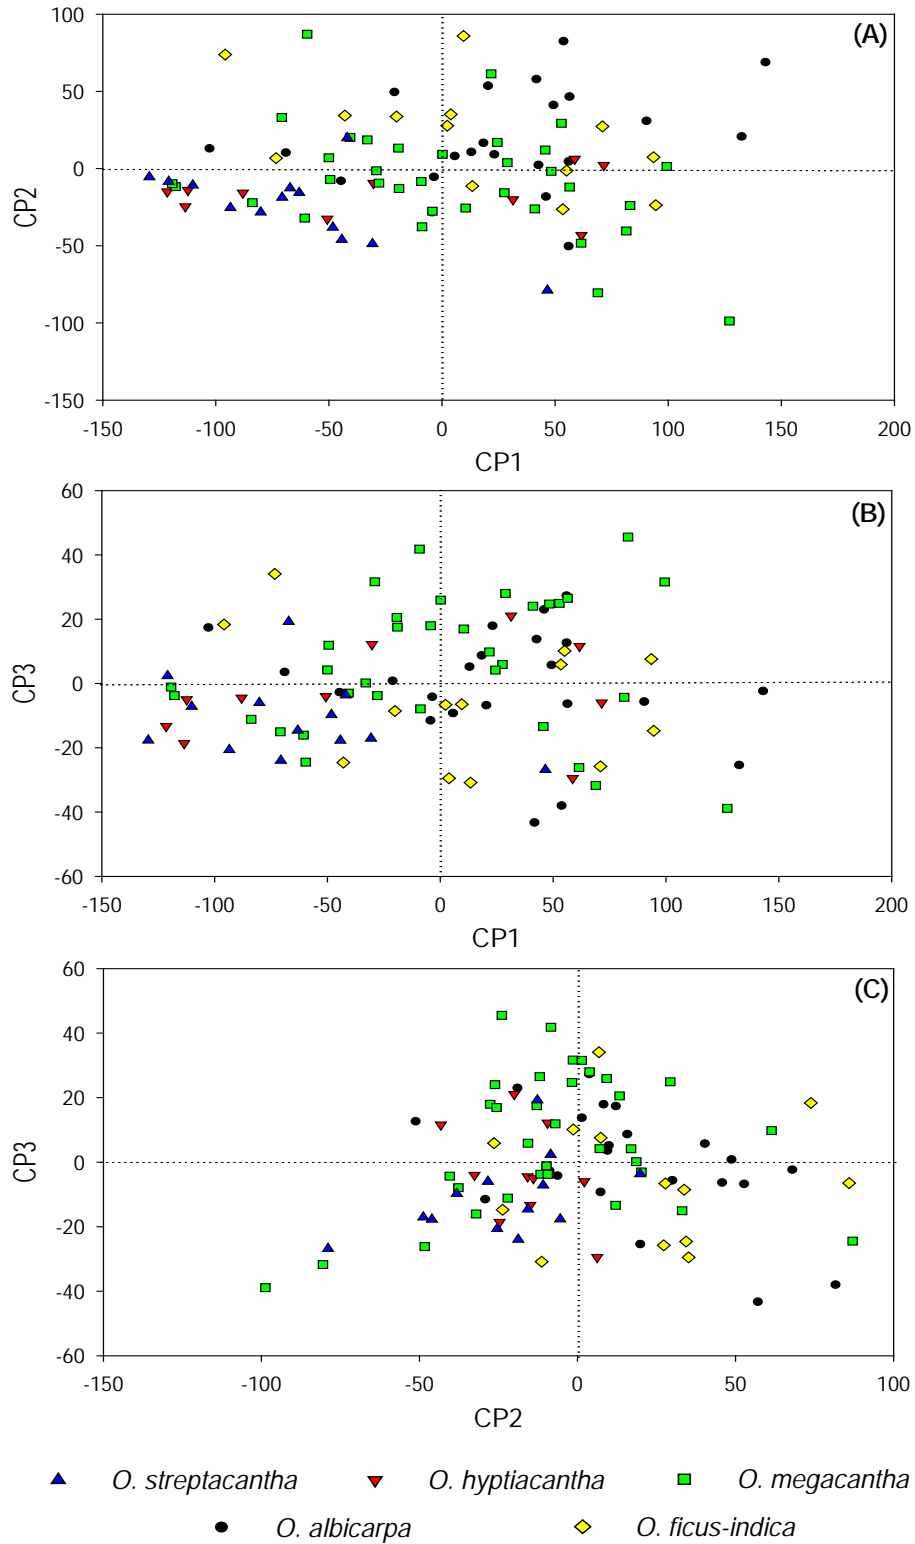 (A)
100
50
0
-50
-100
-150
CP2
-150 -100 -50 0 50 100 150 200
CP1
(B)
60
40
20
0
-20
-40
-60
CP3
-150 -100 -50 0 50 100 150 200
CP1
(C)
60
40
20
0
-20
-40
-60
CP3
-150 -100 -50 0 50 100
CP2
O. streptacantha O. hyptiacantha O. megacantha
O. albicarpa O. ficus-indica